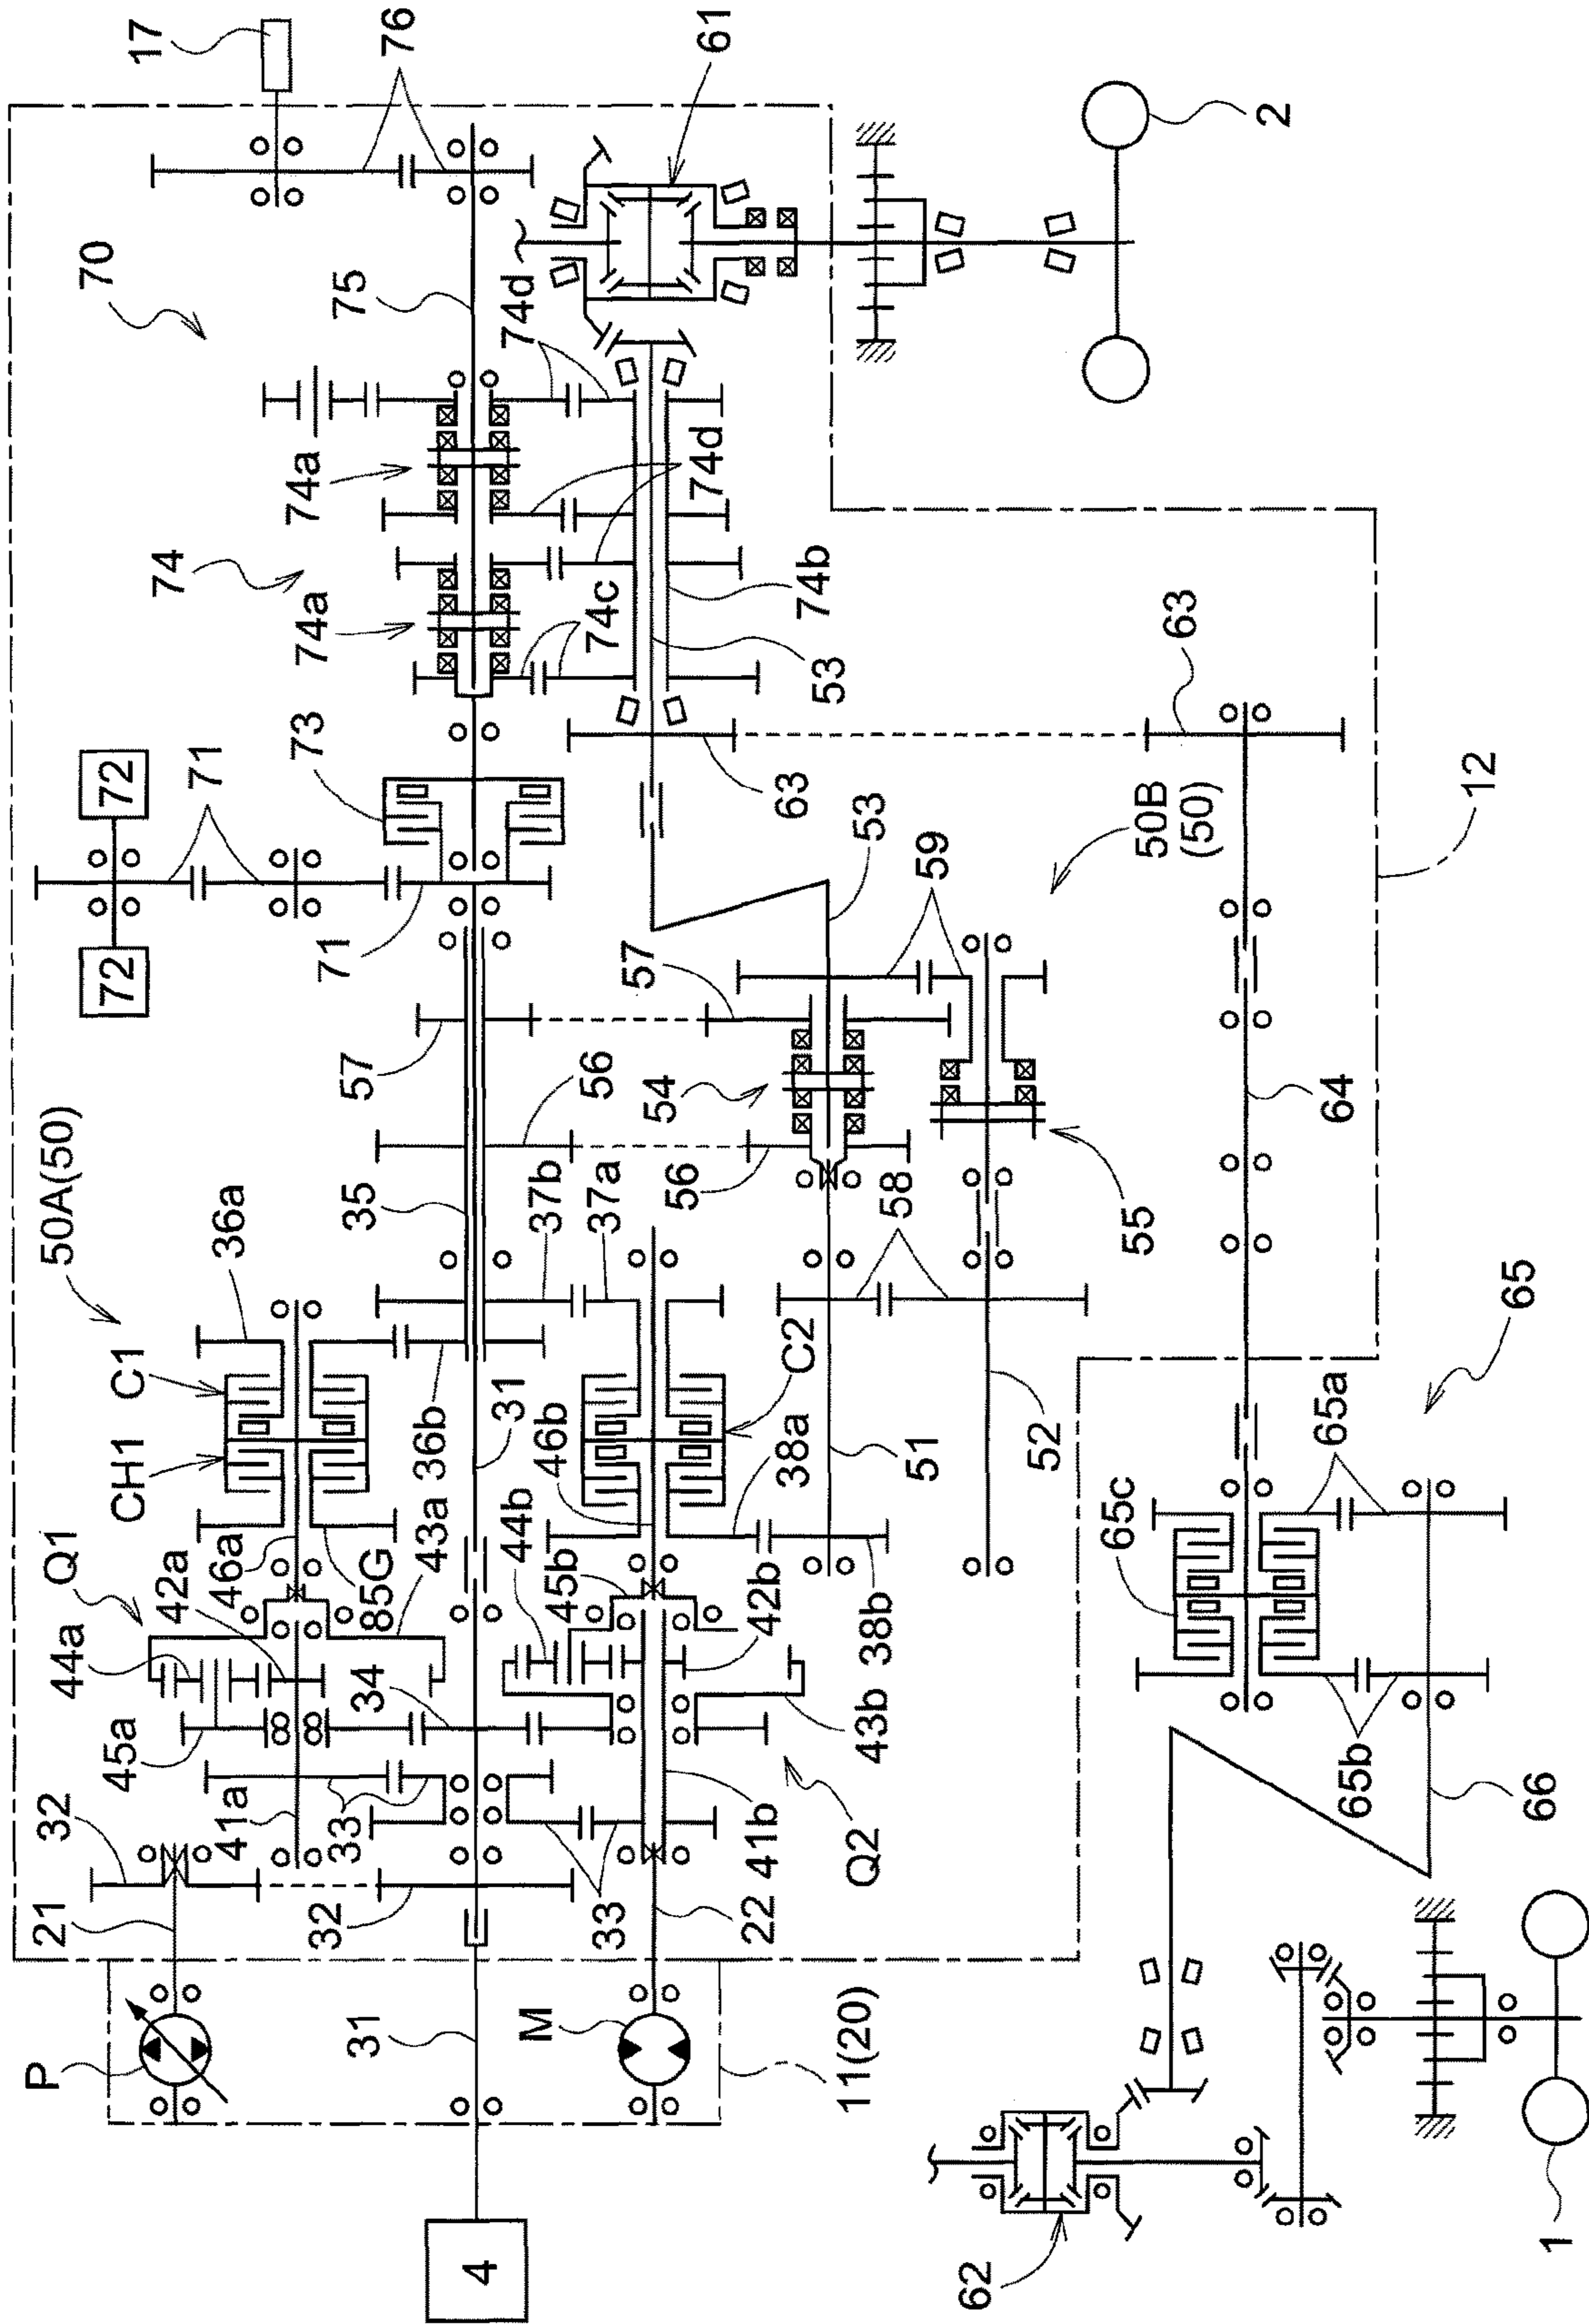 17
76
61
2
70
75
74d
74a
74d
74
74a
74c
74b
53
63
73
72
71
72
71
63
53
50B
(50)
59
12
57
57
56
54
56
35
64
50A(50)
36a
37b
37a
58
55
C1
CH1
36b
31
46b
C2
38a
51
52
65
65a
65c
Q1
42a
46a
85G
43a
44b
45b
42b
38b
44a
34
43b
45a
41a
33
41b
Q2
65b
66
32
21
32
33
22
P
31
M
11(20)
4
62
1